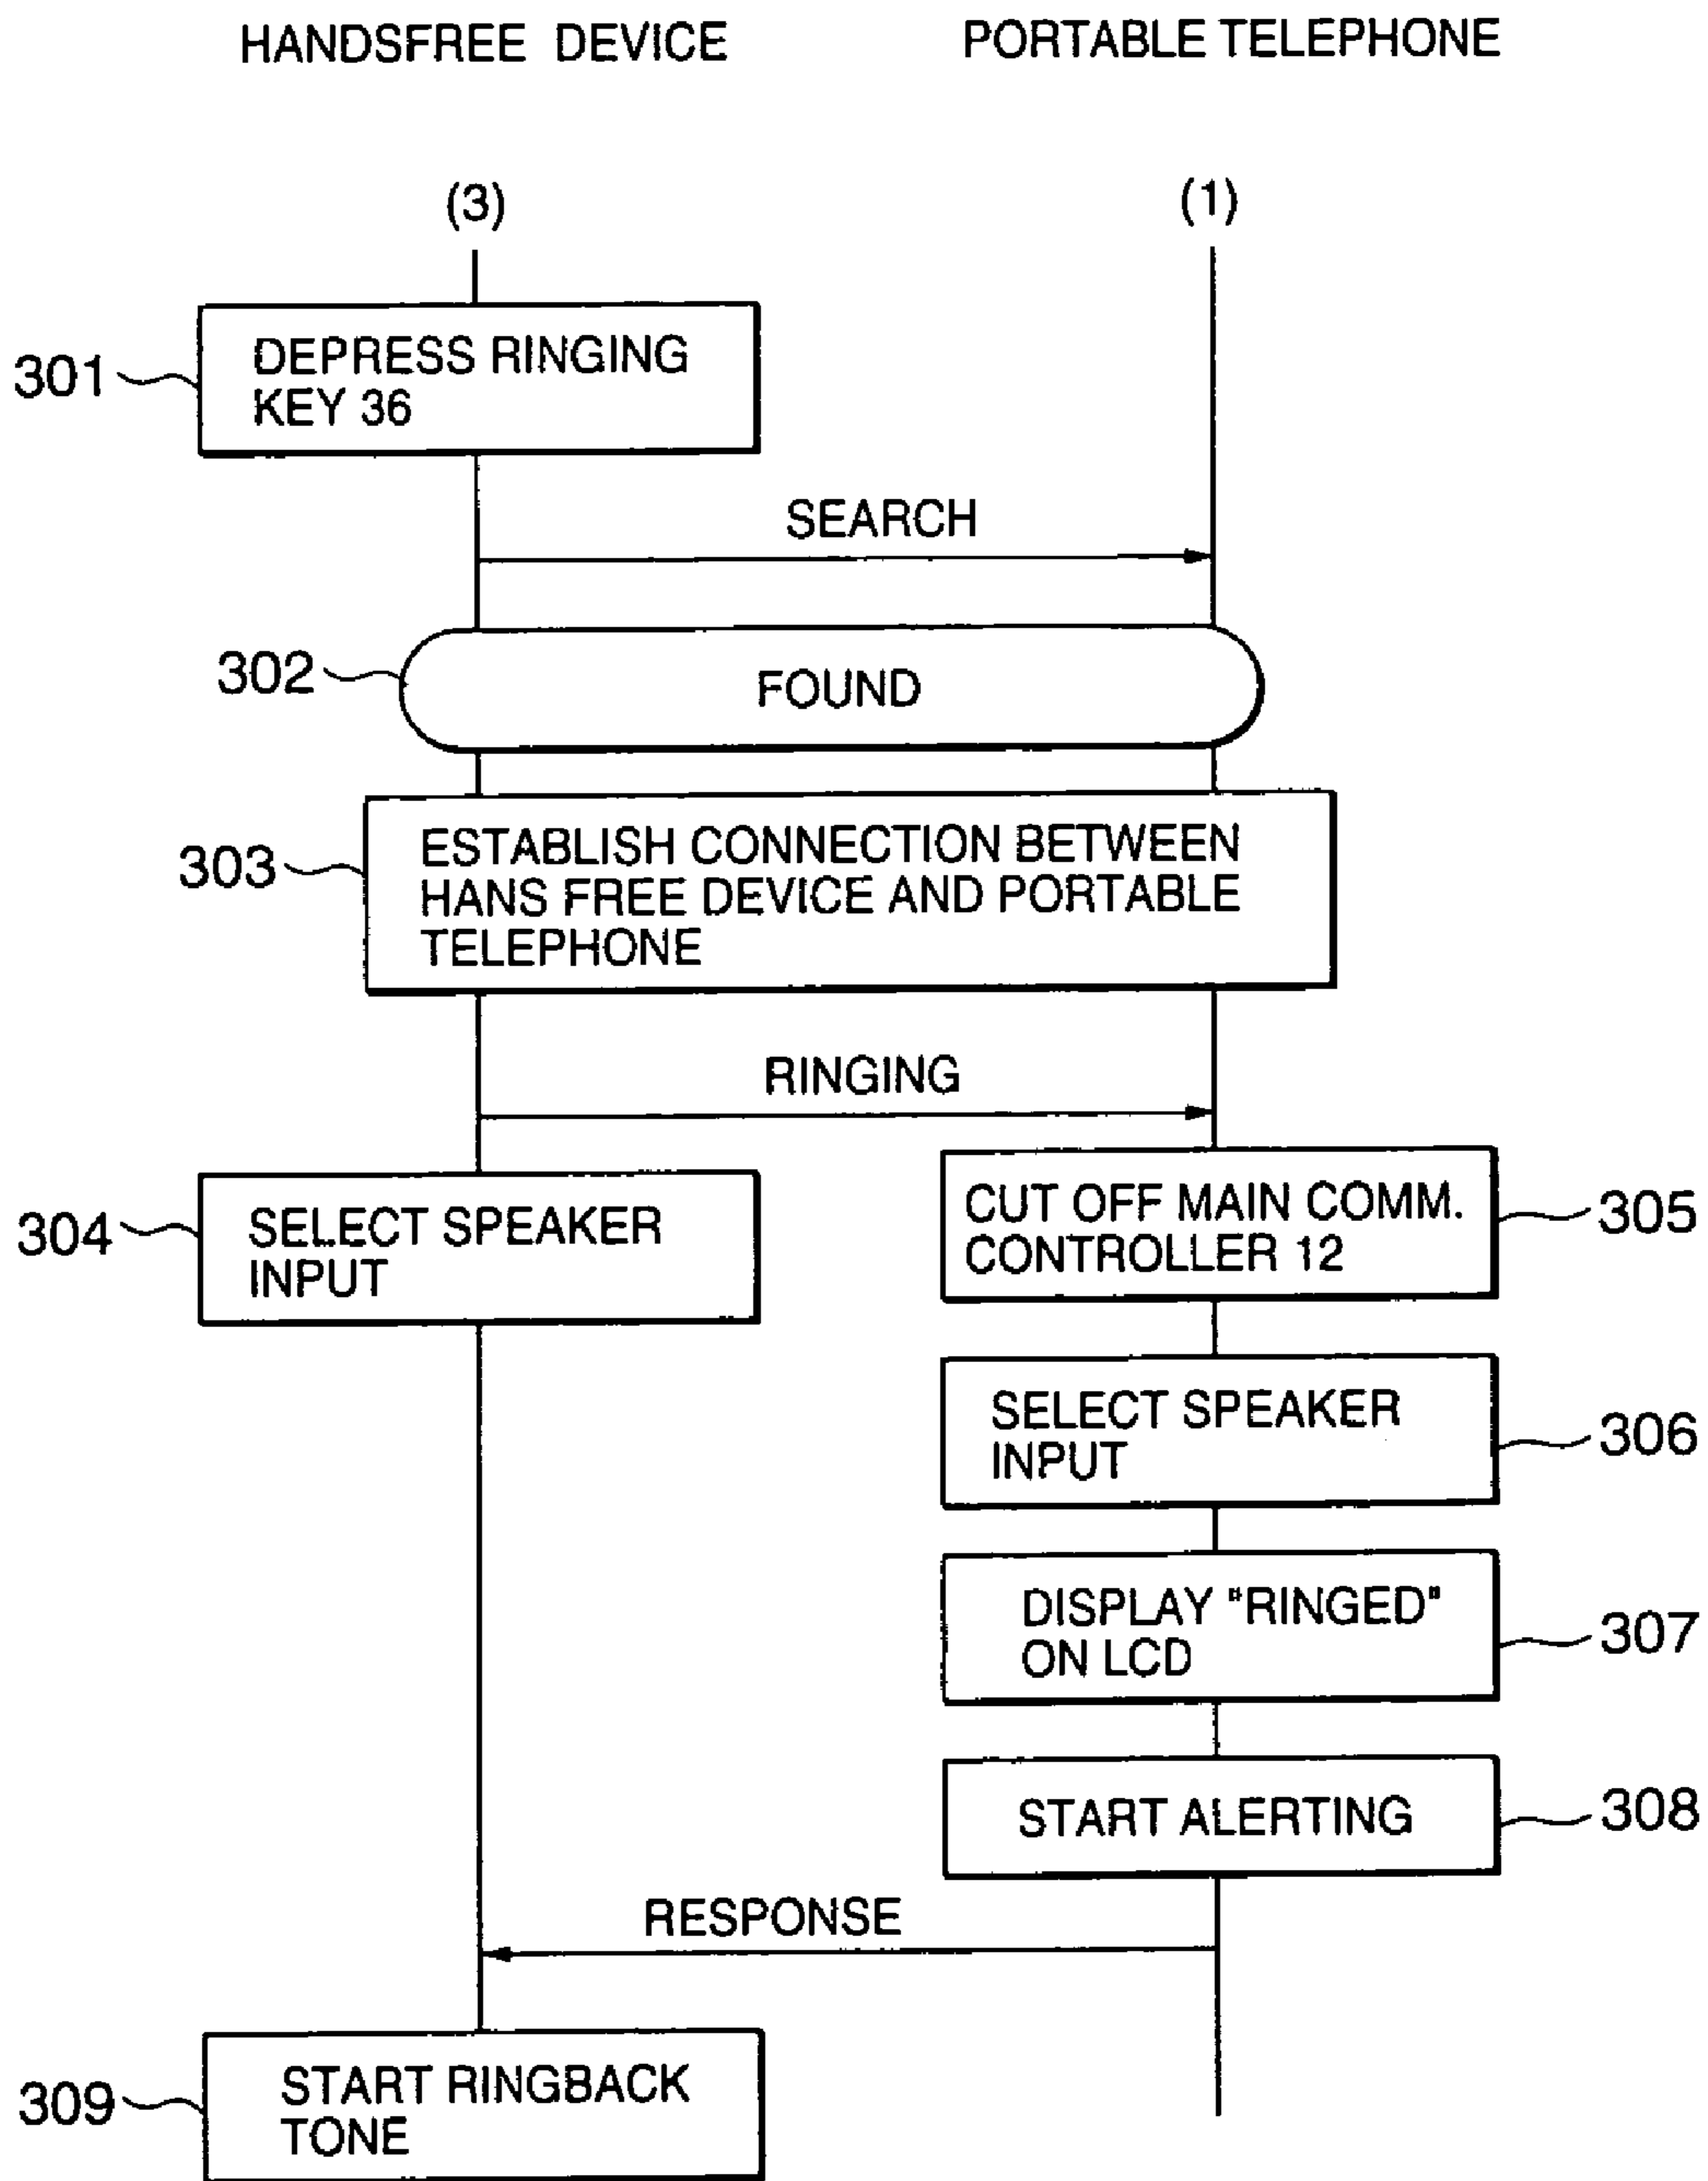 HANDSFREE DEVICE
PORTABLE TELEPHONE
(3)
(1)
301
DEPRESS RINGING
KEY 36
SEARCH
302
FOUND
303
ESTABLISH CONNECTION BETWEEN
HANS FREE DEVICE AND PORTABLE
TELEPHONE
RINGING
304
SELECT SPEAKER
INPUT
CUT OFF MAIN COMM.
CONTROLLER 12
305
SELECT SPEAKER
INPUT
306
DISPLAY "RINGED"
ON LCD
307
START ALERTING
308
RESPONSE
309
START RINGBACK
TONE